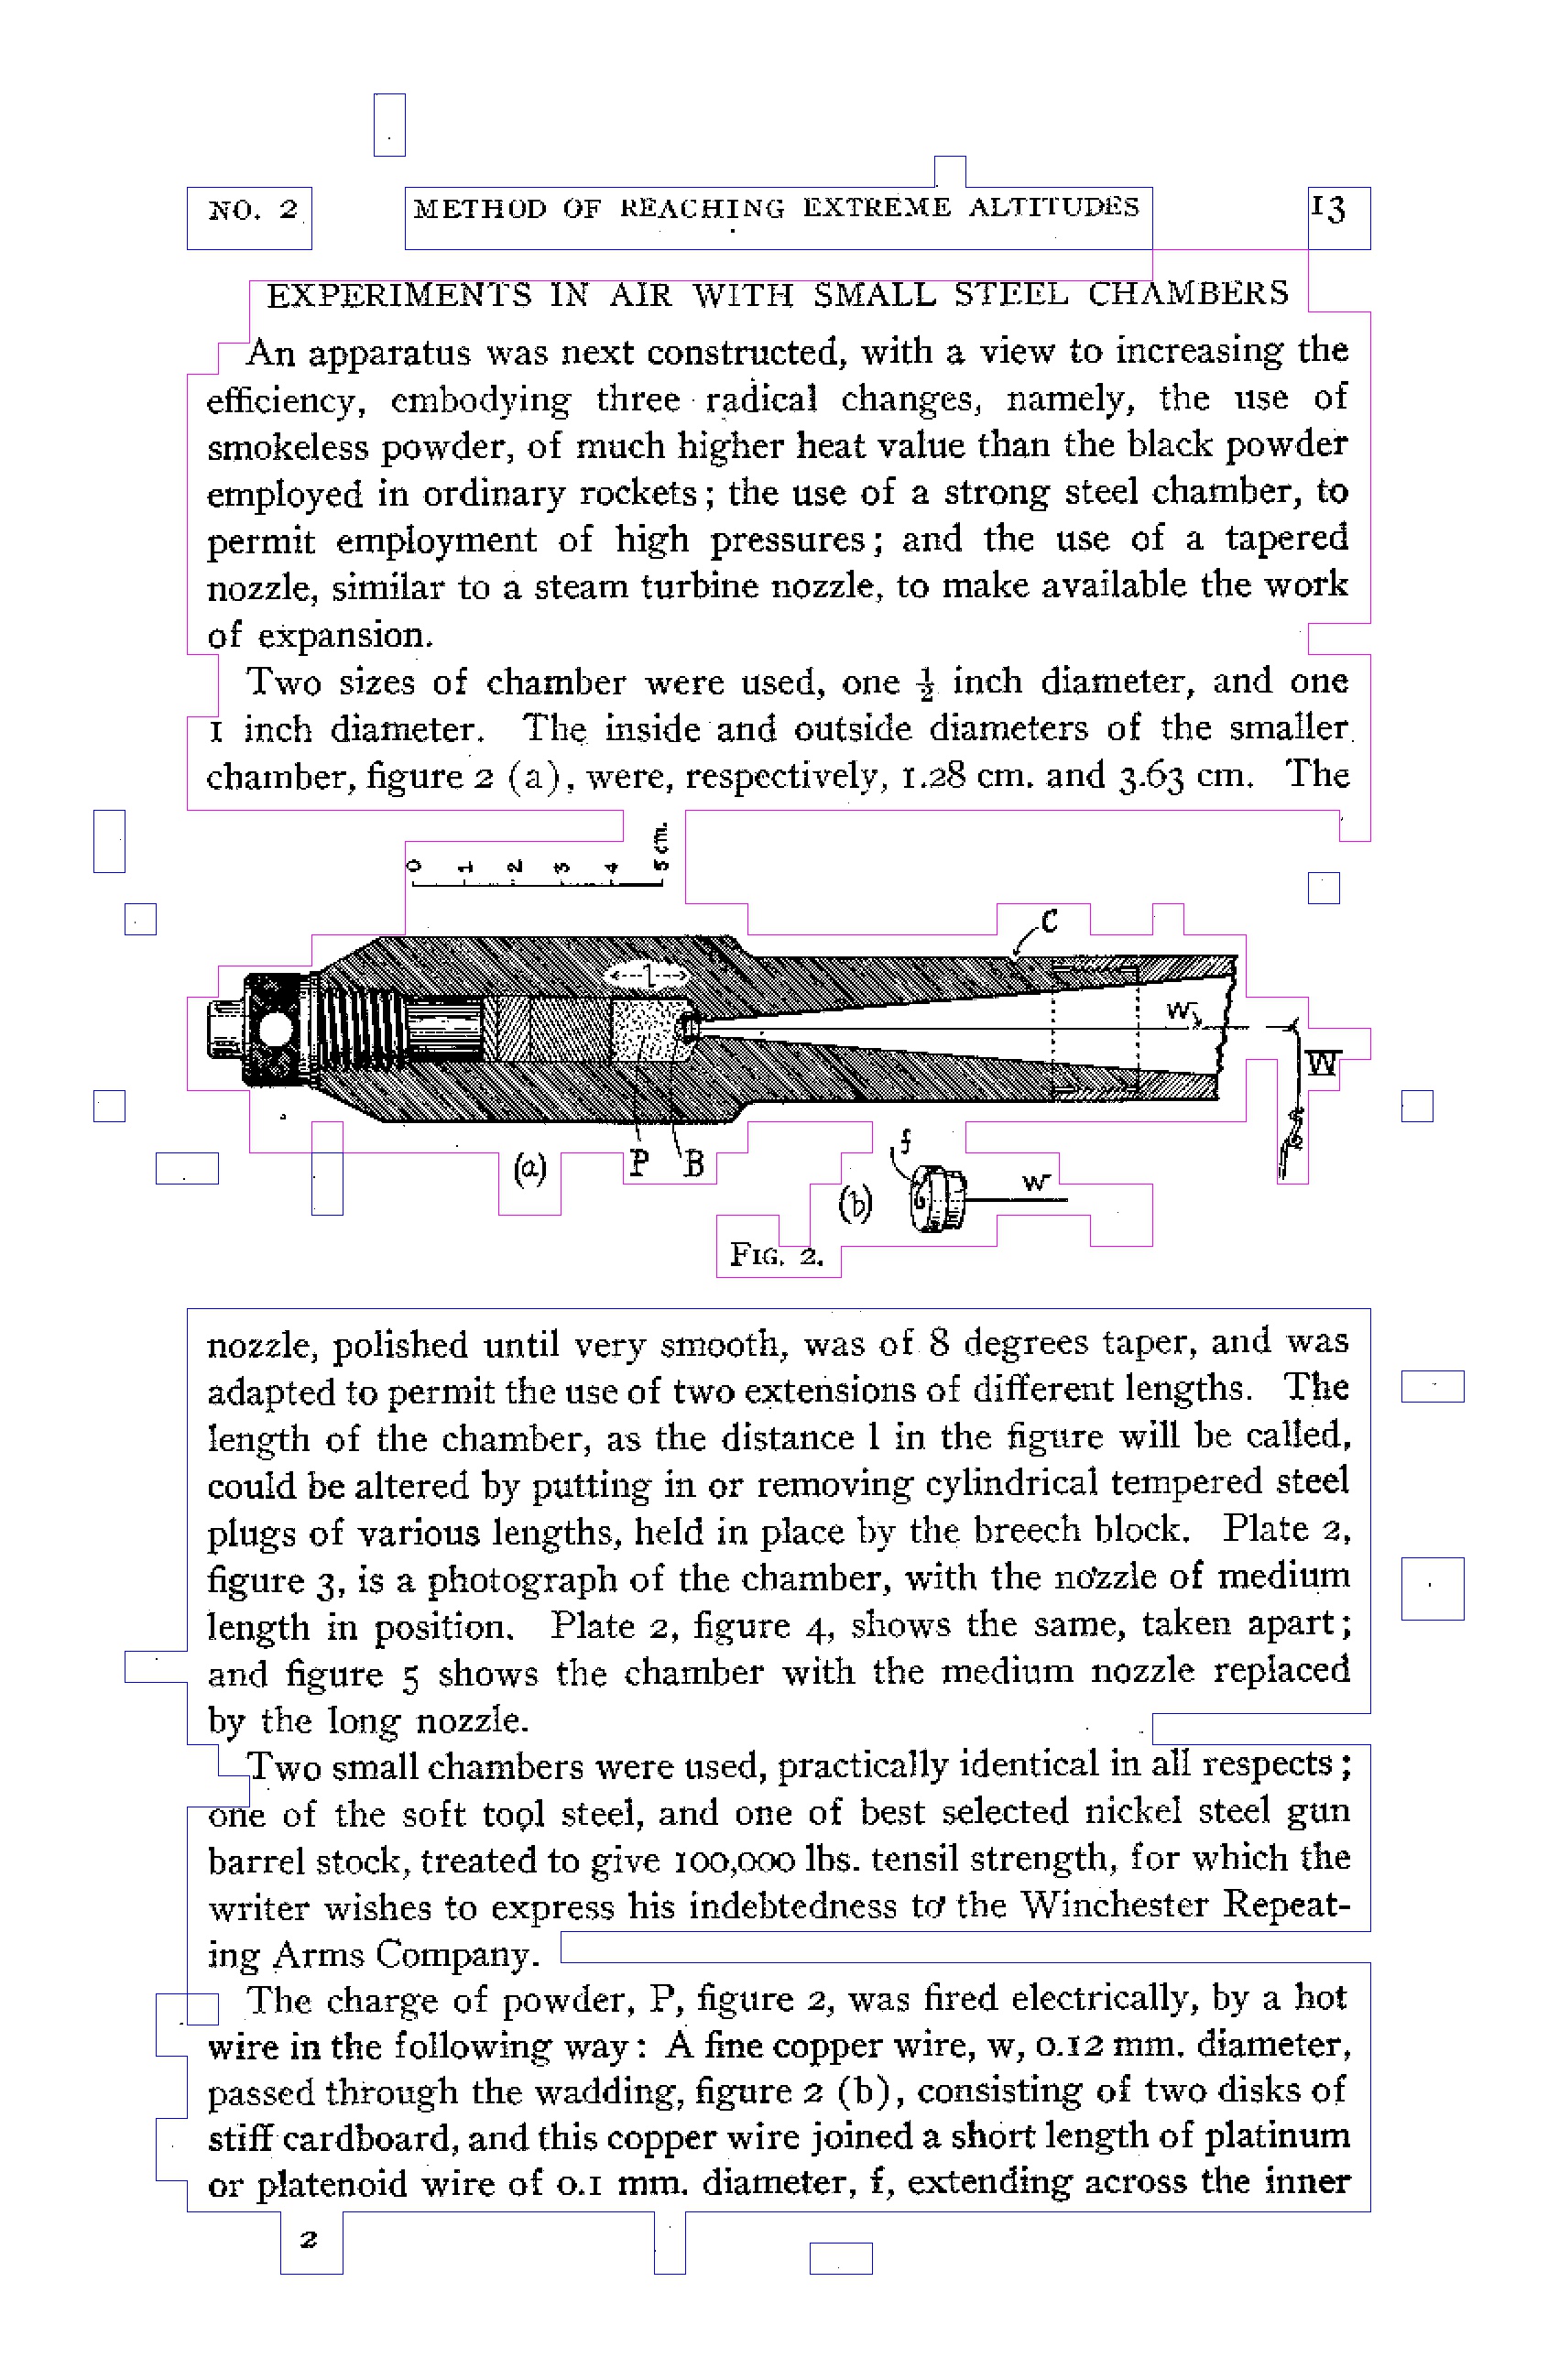 NO. 2 METHOD OF REACHING EXTREME ALTITUDES 13
EXPERIMENTS IN AIR WITH SMALL STEEL CHAMBERS
An apparatus was next constructed, with a view to increasing the
efficiency, embodying three radical changes, namely, the use of
smokeless powder, of much higher heat value than the black powder
employed in ordinary rockets; the use of a strong steel chamber, to
permit employment of high pressures; and the use of a tapered
nozzle, similar to a steam turbine nozzle, to make available the work
of expansion.
Two sizes of chamber were used, one ½ inch diameter, and one
1 inch diameter. The inside and outside diameters of the smaller
chamber, figure 2 (a), were, respectively, 1.28 cm. and 3.63 cm. The
0 1 2 3 4 5 cm.
C
l
w
W
P B
(a)
f
w
(b)
FIG. 2.
nozzle, polished until very smooth, was of 8 degrees taper, and was
adapted to permit the use of two extensions of different lengths. The
length of the chamber, as the distance l in the figure will be called,
could be altered by putting in or removing cylindrical tempered steel
plugs of various lengths, held in place by the breech block. Plate 2,
figure 3, is a photograph of the chamber, with the nozzle of medium
length in position. Plate 2, figure 4, shows the same, taken apart;
and figure 5 shows the chamber with the medium nozzle replaced
by the long nozzle.
Two small chambers were used, practically identical in all respects;
one of the soft tool steel, and one of best selected nickel steel gun
barrel stock, treated to give 100,000 lbs. tensil strength, for which the
writer wishes to express his indebtedness to the Winchester Repeat-
ing Arms Company.
The charge of powder, P, figure 2, was fired electrically, by a hot
wire in the following way: A fine copper wire, w, 0.12 mm. diameter,
passed through the wadding, figure 2 (b), consisting of two disks of
stiff cardboard, and this copper wire joined a short length of platinum
or platenoid wire of 0.1 mm. diameter, f, extending across the inner
2